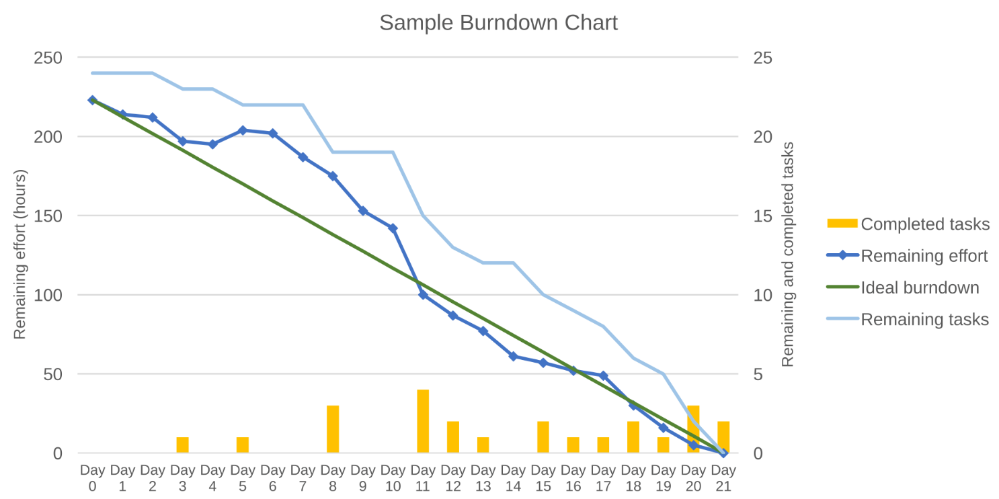 Sample Burndown Chart
250
200
150
100
50
0
Remaining effort (hours)
25
20
15
10
5
0
Remaining and completed tasks
Day 0
Day 1
Day 2
Day 3
Day 4
Day 5
Day 6
Day 7
Day 8
Day 9
Day 10
Day 11
Day 12
Day 13
Day 14
Day 15
Day 16
Day 17
Day 18
Day 19
Day 20
Day 21
Completed tasks
Remaining effort
Ideal burndown
Remaining tasks